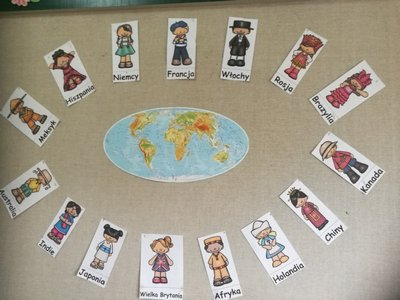 Meksyk
Hiszpania
Niemcy
Francja
Włochy
Rosja
Brazylia
Kanada
Chiny
Holandia
Afryka
Wielka Brytania
Japonia
Indie
Australia